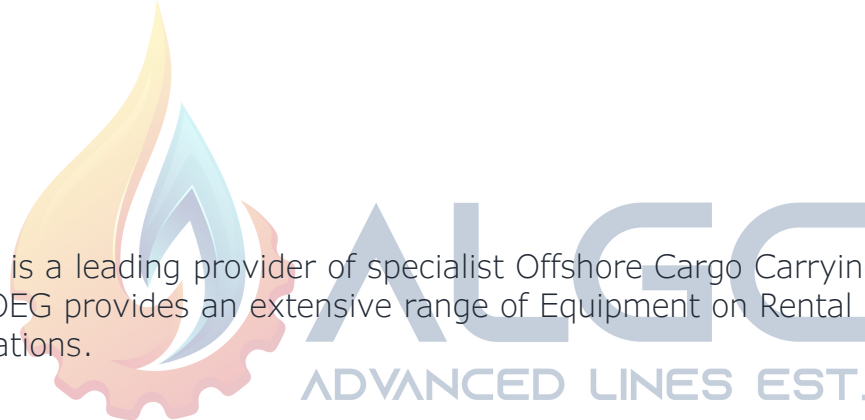 ALGC
is a leading provider of specialist Offshore Cargo Carryin
DEG provides an extensive range of Equipment on Rental
ations.
ADVANCED LINES EST.